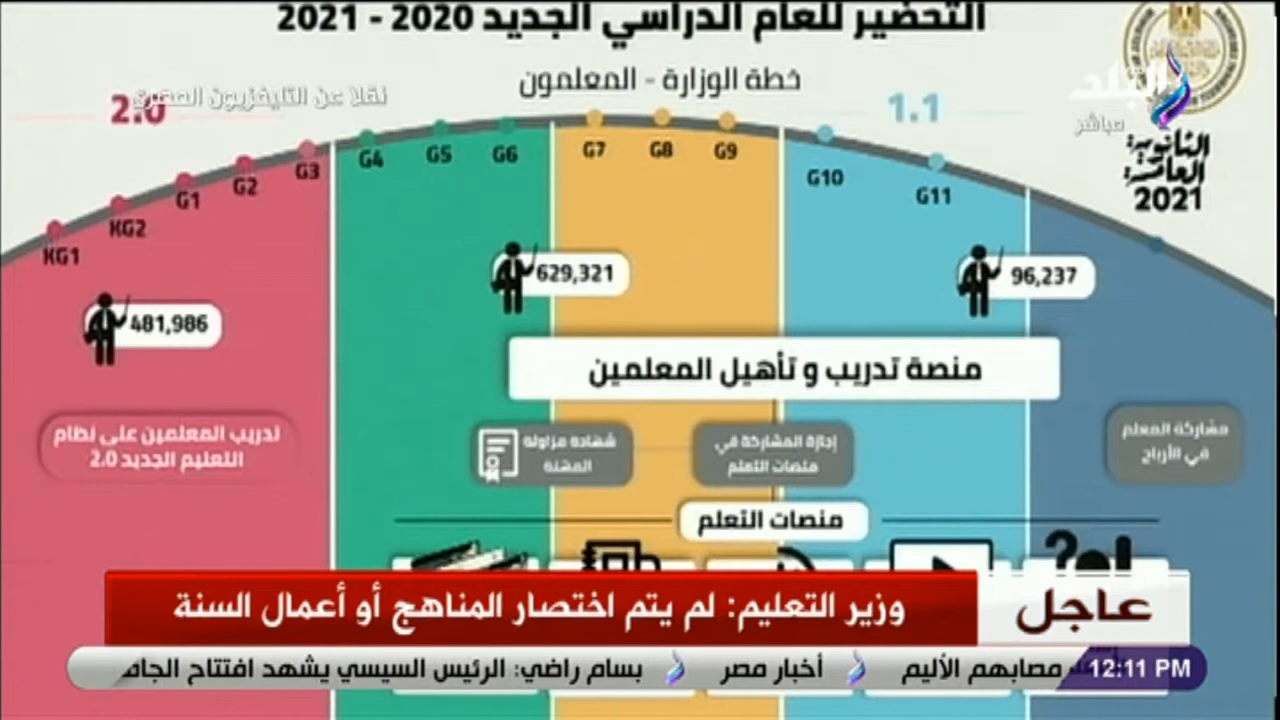 التحضير للعام الدراسي الجديد 2020 - 2021
خطة الوزارة - المعلمون
نقلا عن التليفزيون المصري
البلد
مباشر
2.0
1.1
الثانوية
العامة
2021
KG1
KG2
G1
G2
G3
G4
G5
G6
G7
G8
G9
G10
G11
481,986
629,321
96,237
منصة تدريب و تأهيل المعلمين
تدريب المعلمين على نظام
التعليم الجديد 2.0
شهادة مزاولة
المهنة
إجازة المشاركة في
منصات التعلم
مشاركة المعلم
في الأرباح
منصات التعلم
عاجل
وزير التعليم: لم يتم اختصار المناهج أو أعمال السنة
12:11 PM
مصابهم الأليم
أخبار مصر
بسام راضي: الرئيس السيسي يشهد افتتاح الجام